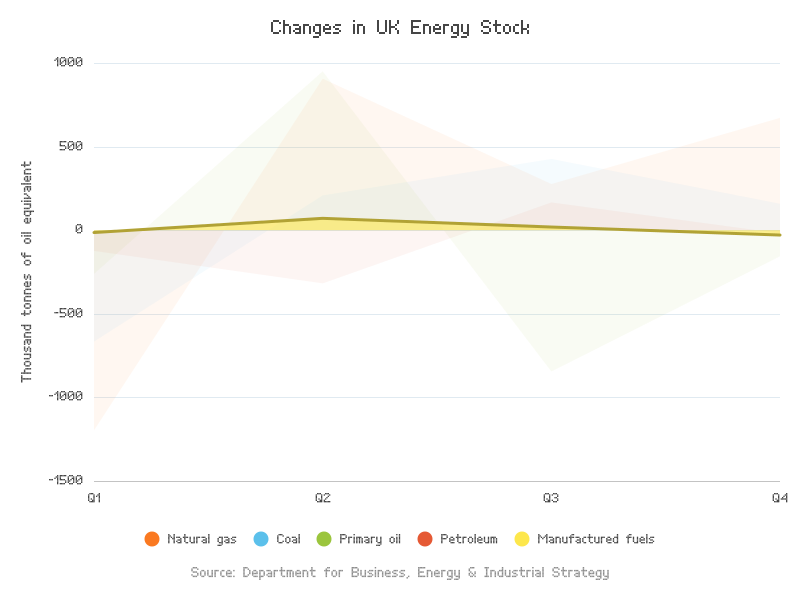 Changes in UK Energy Stock
Thousand tonnes of oil equivalent
1000
500
0
-500
-1000
-1500
Q1 Q2 Q3 Q4
Natural gas Coal Primary oil Petroleum Manufactured fuels
Source: Department for Business, Energy & Industrial Strategy